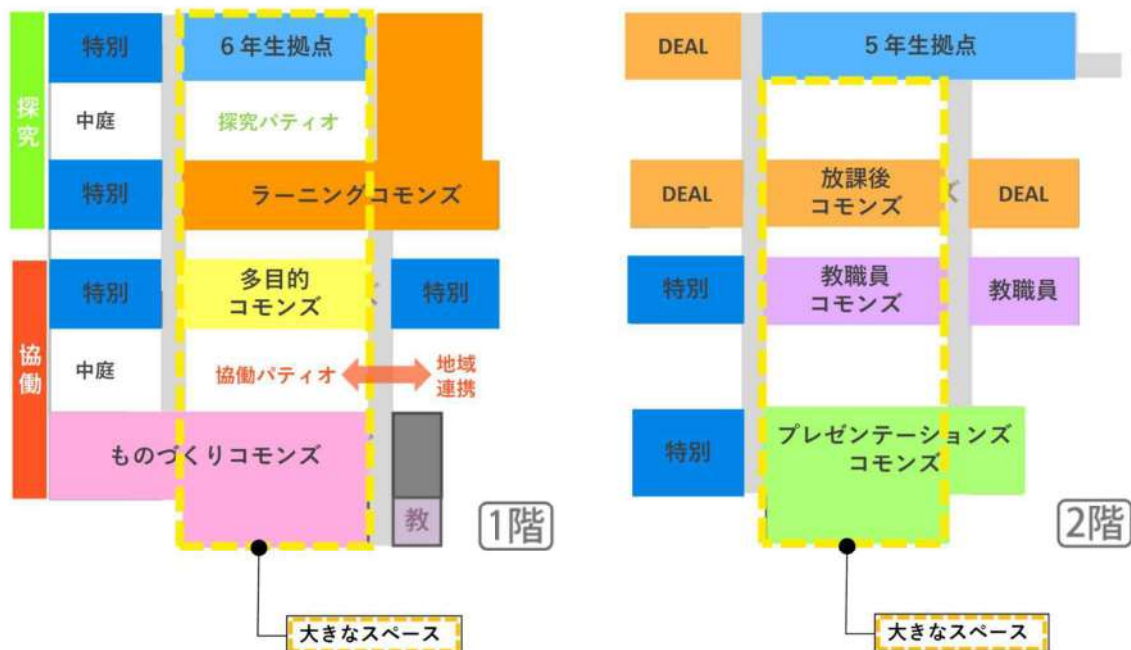 探究
特別
６年生拠点
中庭
探究パティオ
特別
ラーニングコモンズ
協働
特別
多目的
コモンズ
特別
中庭
協働パティオ
地域
連携
ものづくりコモンズ
教
1階
大きなスペース
DEAL
５年生拠点
DEAL
放課後
コモンズ
DEAL
特別
教職員
コモンズ
教職員
特別
プレゼンテーションズ
コモンズ
2階
大きなスペース